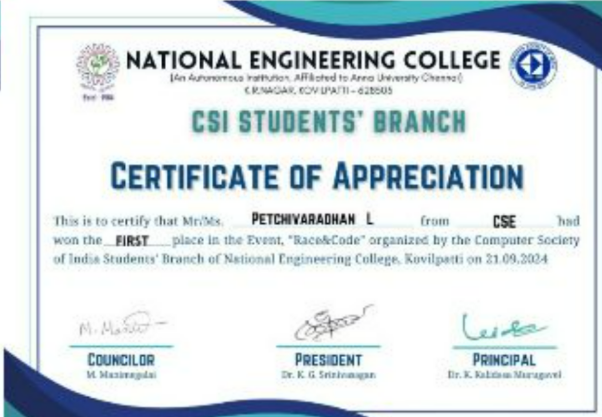 NATIONAL ENGINEERING COLLEGE
(An Autonomous Institution, Affiliated to Anna University Chennai)
K.R.NAGAR, KOVILPATTI – 628503
CSI STUDENTS' BRANCH
CERTIFICATE OF APPRECIATION
This is to certify that Mr/Ms. PETCHIVARADHAN L from CSE had
won the FIRST place in the Event, "Race&Code" organized by the Computer Society
of India Students' Branch of National Engineering College, Kovilpatti on 21.09.2024
COUNCILOR PRESIDENT PRINCIPAL
M. Manimegalai Dr. K. G. Srinivasagan Dr. K. Kalidasa Murugavel